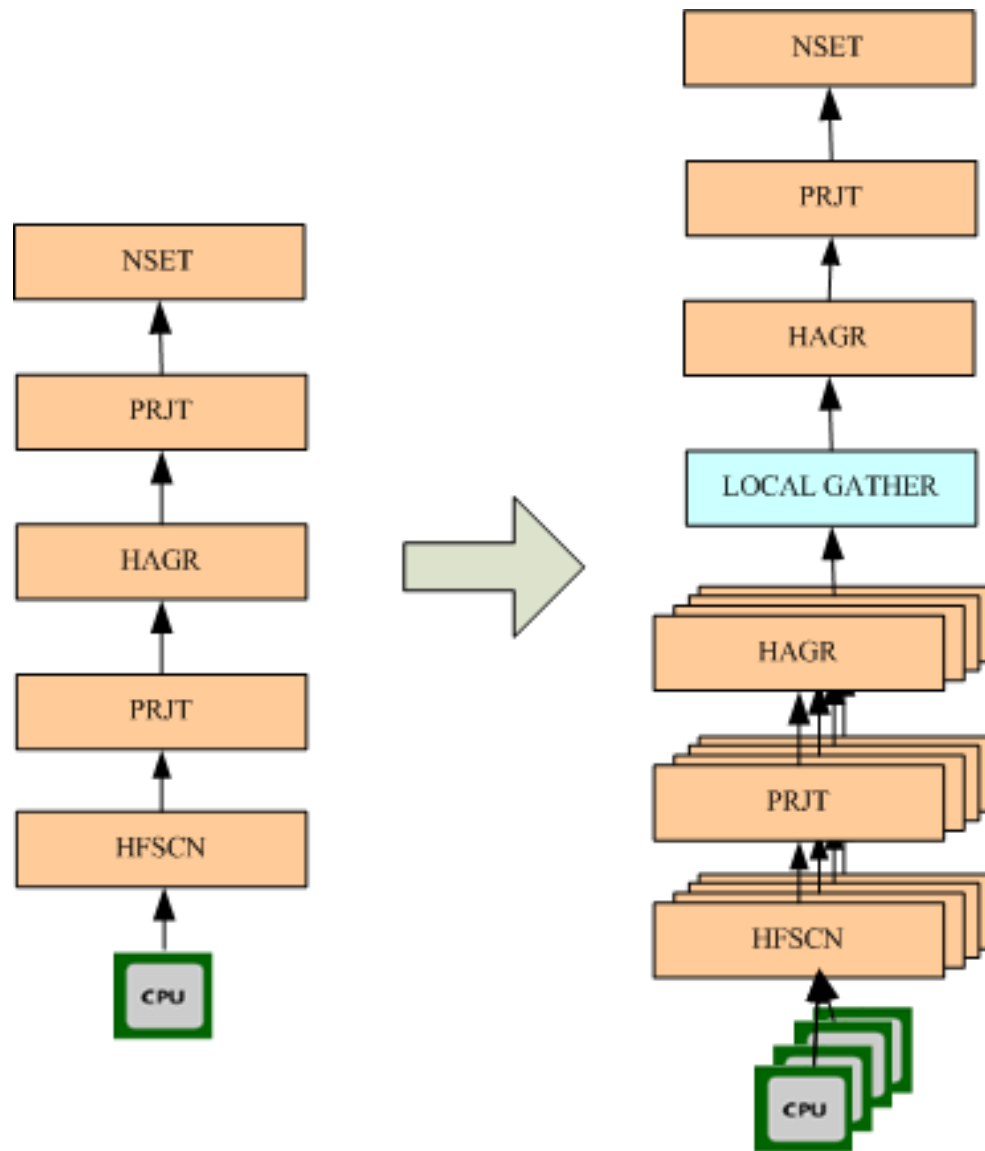 NSET
PRJT
HAGR
PRJT
HFSCN
CPU
NSET
PRJT
HAGR
LOCAL GATHER
HAGR
PRJT
HFSCN
CPU